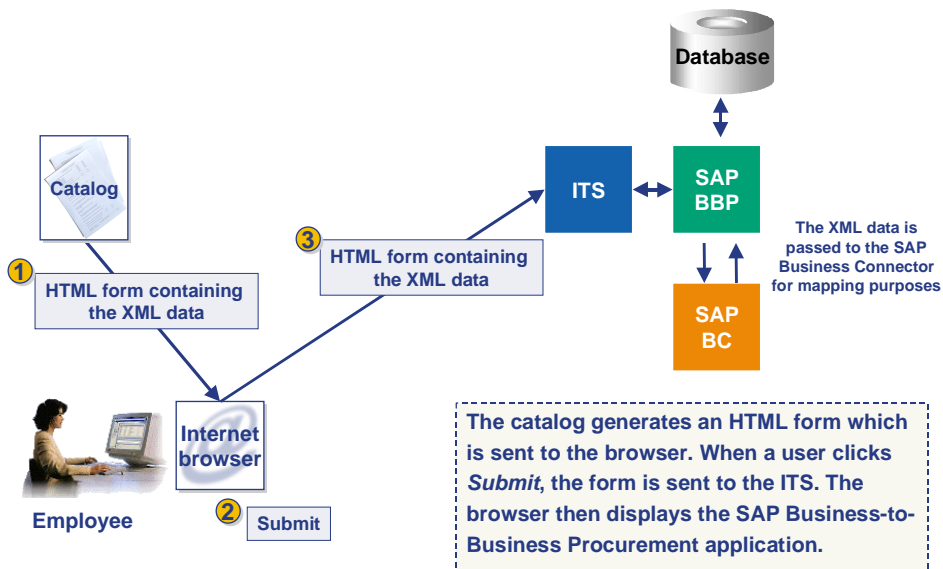 Database
Catalog
ITS
SAP
BBP
The XML data is
passed to the SAP
Business Connector
for mapping purposes
1
HTML form containing
the XML data
3
HTML form containing
the XML data
SAP
BC
Internet
browser
Employee
2
Submit
The catalog generates an HTML form which
is sent to the browser. When a user clicks
Submit, the form is sent to the ITS. The
browser then displays the SAP Business-to-
Business Procurement application.